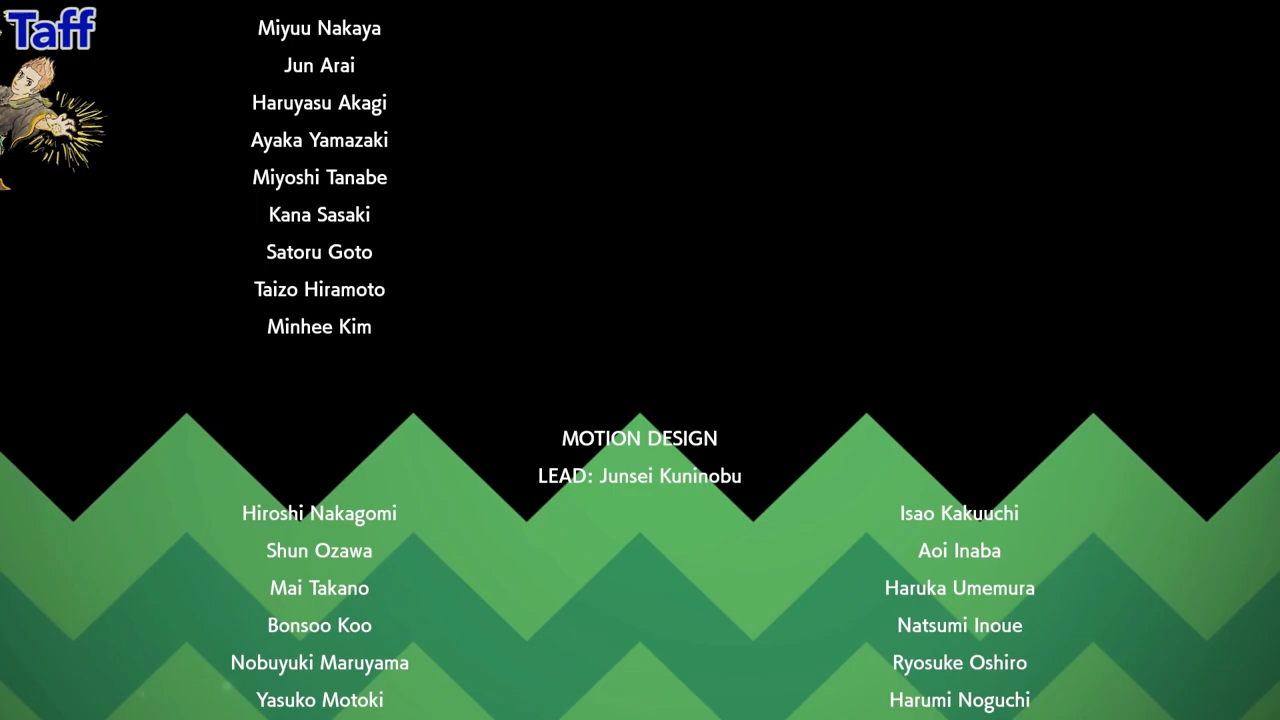 Taff
Miyuu Nakaya
Jun Arai
Haruyasu Akagi
Ayaka Yamazaki
Miyoshi Tanabe
Kana Sasaki
Satoru Goto
Taizo Hiramoto
Minhee Kim
MOTION DESIGN
LEAD: Junsei Kuninobu
Hiroshi Nakagomi
Isao Kakuuchi
Shun Ozawa
Aoi Inaba
Mai Takano
Haruka Umemura
Bonsoo Koo
Natsumi Inoue
Nobuyuki Maruyama
Ryosuke Oshiro
Yasuko Motoki
Harumi Noguchi